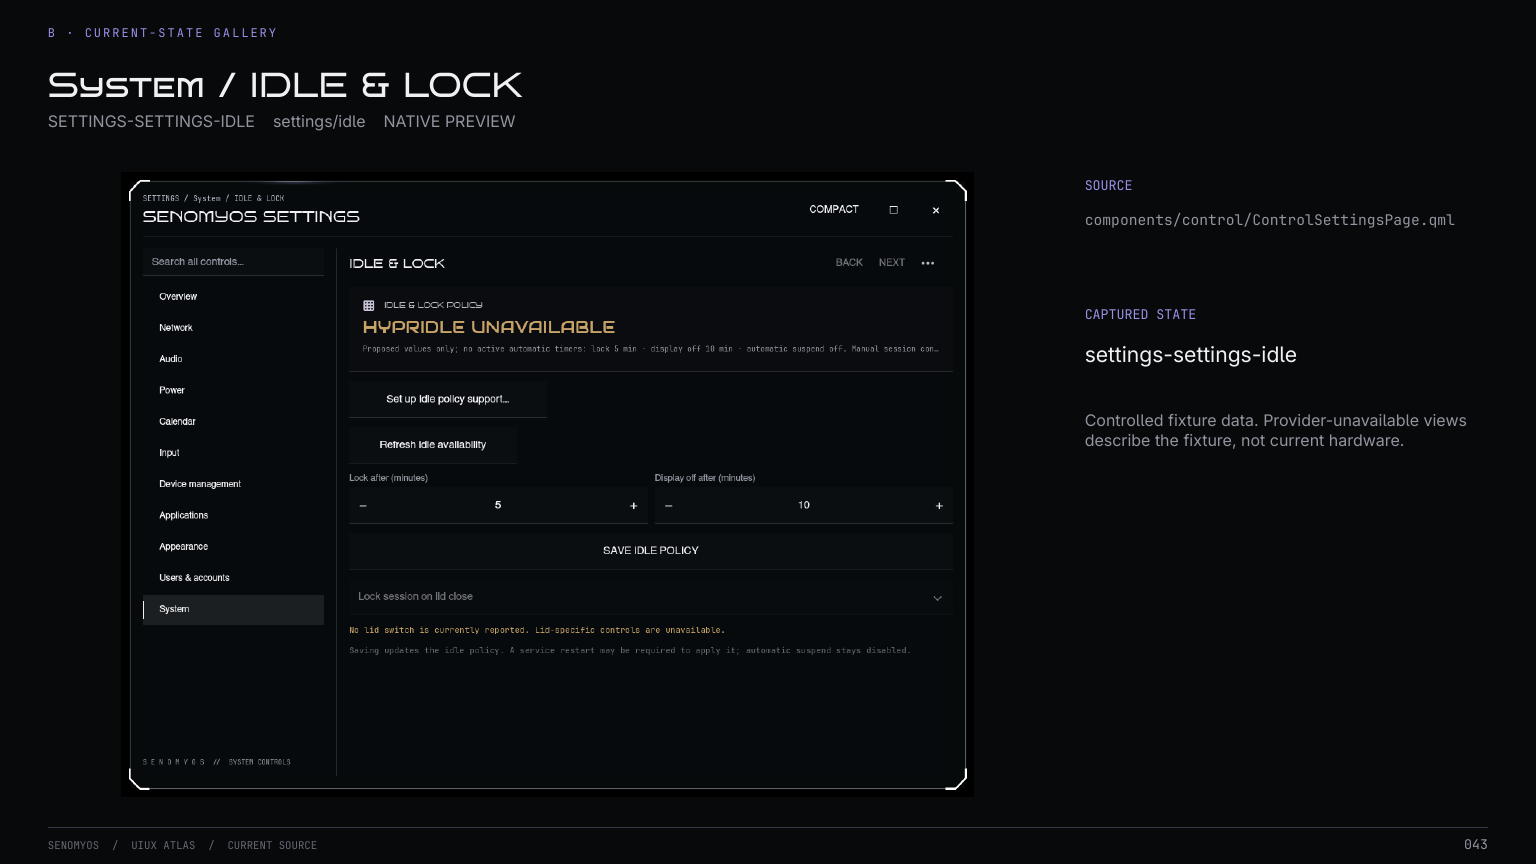 B · CURRENT-STATE GALLERY
System / IDLE & LOCK
SETTINGS-SETTINGS-IDLE settings/idle NATIVE PREVIEW
SETTINGS / System / IDLE & LOCK
SENOMYOS SETTINGS
COMPACT
Search all controls…
Overview
Network
Audio
Power
Calendar
Input
Device management
Applications
Appearance
Users & accounts
System
SENOMYOS // SYSTEM CONTROLS
IDLE & LOCK
BACK NEXT •••
IDLE & LOCK POLICY
HYPRIDLE UNAVAILABLE
Proposed values only; no active automatic timers: lock 5 min · display off 10 min · automatic suspend off. Manual session con…
Set up idle policy support…
Refresh idle availability
Lock after (minutes)
− 5 +
Display off after (minutes)
− 10 +
SAVE IDLE POLICY
Lock session on lid close
No lid switch is currently reported. Lid-specific controls are unavailable.
Saving updates the idle policy. A service restart may be required to apply it; automatic suspend stays disabled.
SOURCE
components/control/ControlSettingsPage.qml
CAPTURED STATE
settings-settings-idle
Controlled fixture data. Provider-unavailable views
describe the fixture, not current hardware.
SENOMYOS / UIUX ATLAS / CURRENT SOURCE
043